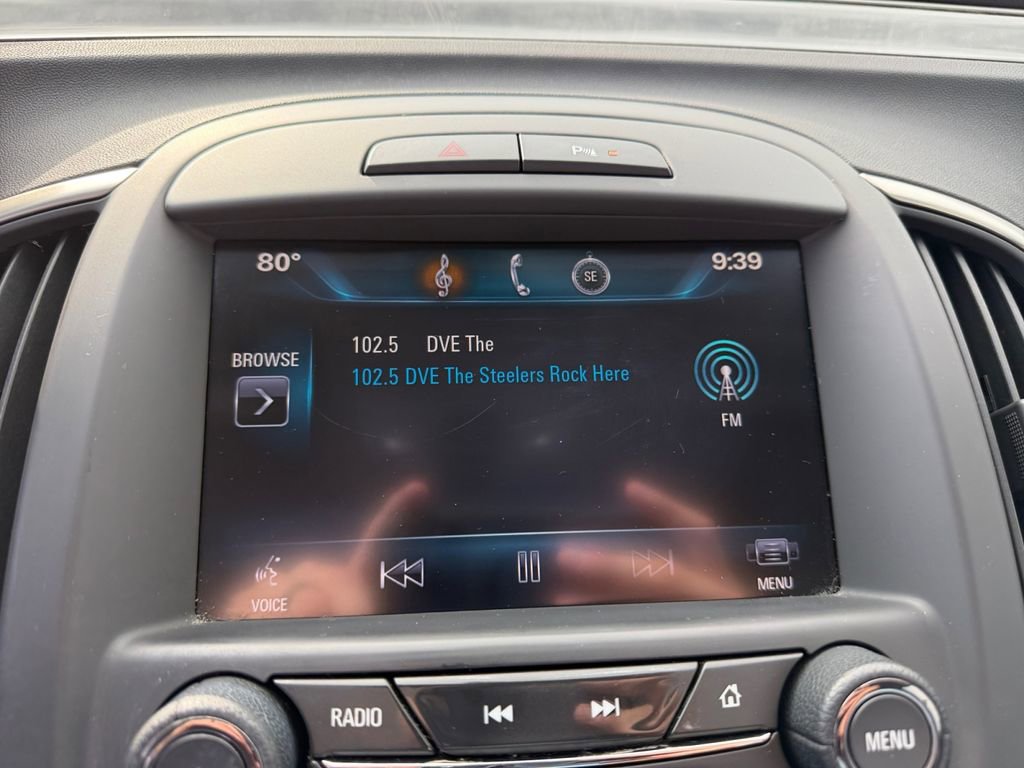 P
80°
SE
9:39
102.5 DVE The
BROWSE
102.5 DVE The Steelers Rock Here
FM
VOICE
MENU
RADIO
MENU